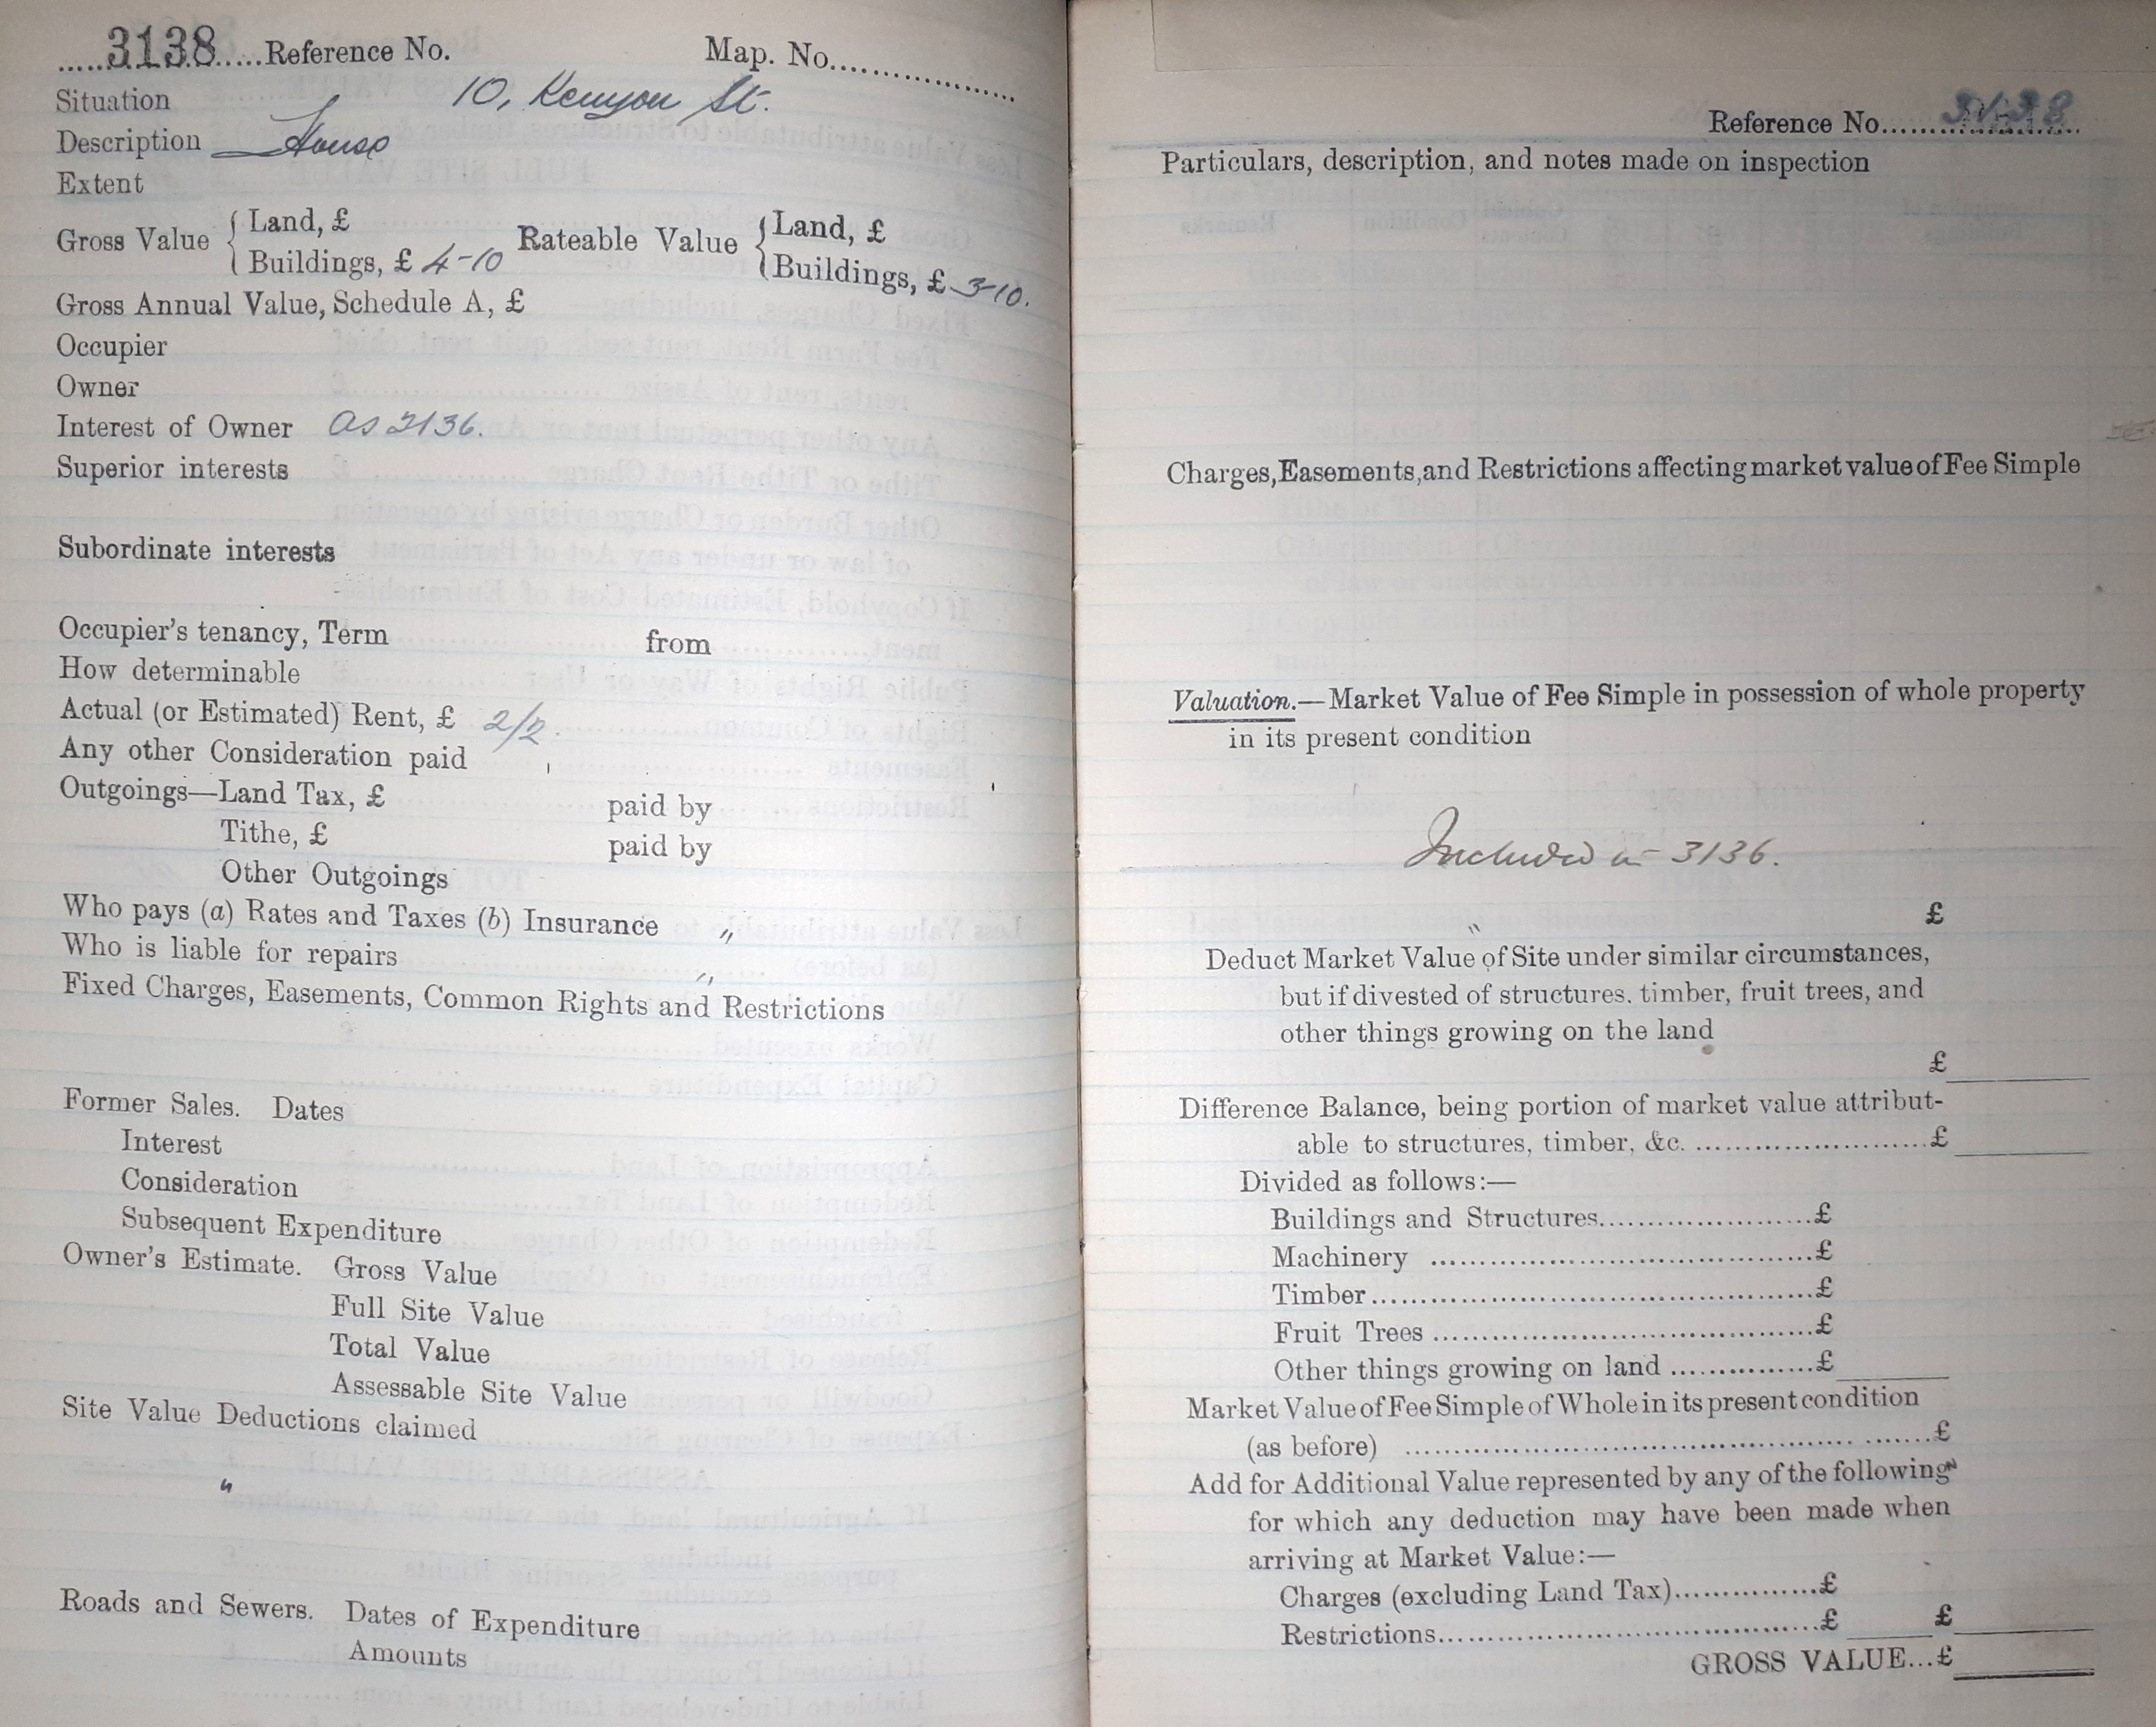 .....3138.....Reference No. Map. No...................
Situation 10, Kenyon St.
Description House
Extent
Gross Value { Land, £ Rateable Value { Land, £
Buildings, £ 4-10 Buildings, £ 3-10.
Gross Annual Value, Schedule A, £
Occupier
Owner
Interest of Owner as 3136.
Superior interests
Subordinate interests
Occupier's tenancy, Term from
How determinable
Actual (or Estimated) Rent, £ 2/2.
Any other Consideration paid
Outgoings—Land Tax, £ paid by
Tithe, £ paid by
Other Outgoings
Who pays (a) Rates and Taxes (b) Insurance "
Who is liable for repairs "
Fixed Charges, Easements, Common Rights and Restrictions
Former Sales. Dates
Interest
Consideration
Subsequent Expenditure
Owner's Estimate. Gross Value
Full Site Value
Total Value
Assessable Site Value
Site Value Deductions claimed
"
Roads and Sewers. Dates of Expenditure
Amounts
Reference No......3138......
Particulars, description, and notes made on inspection
Charges, Easements, and Restrictions affecting market value of Fee Simple
Valuation.—Market Value of Fee Simple in possession of whole property
in its present condition
Included in 3136.
£
Deduct Market Value of Site under similar circumstances,
but if divested of structures. timber, fruit trees, and
other things growing on the land
£
Difference Balance, being portion of market value attribut-
able to structures, timber, &c. ............................£
Divided as follows:—
Buildings and Structures.........................£
Machinery ..............................................£
Timber.....................................................£
Fruit Trees ..............................................£
Other things growing on land ................£
Market Value of Fee Simple of Whole in its present condition
(as before) .......................................................£
Add for Additional Value represented by any of the following
for which any deduction may have been made when
arriving at Market Value:—
Charges (excluding Land Tax).................£
Restrictions..............................................£ £
GROSS VALUE...£